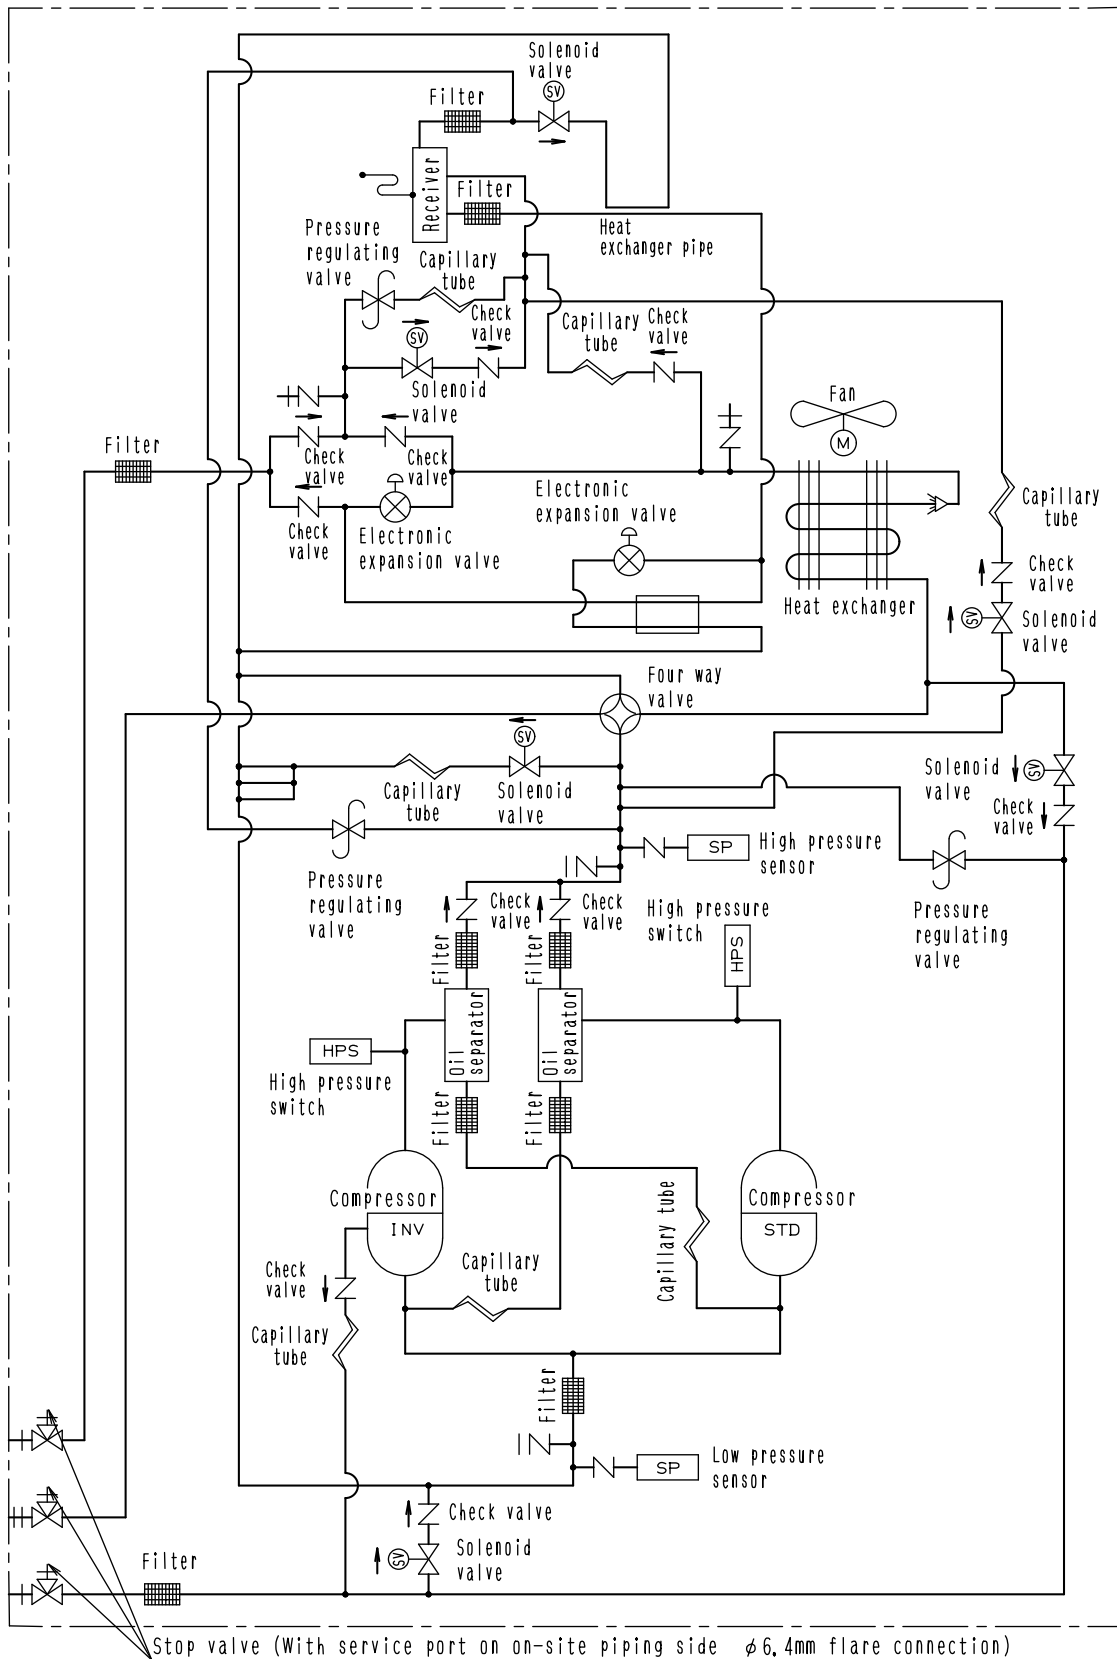 Solenoid
valve
SV
Filter
Receiver
Filter
Heat
exchanger pipe
Pressure
regulating
valve
Capillary
tube
Check
valve
SV
Capillary
tube
Check
valve
Solenoid
valve
Fan
M
Filter
Check
valve
Check
valve
Electronic
expansion valve
Capillary
tube
Check
valve
Electronic
expansion valve
Check
valve
Heat exchanger
SV
Solenoid
valve
Four way
valve
SV
Solenoid
valve
SV
Capillary
tube
Solenoid
valve
Check
valve
SP
High pressure
sensor
Pressure
regulating
valve
Check
valve
Check
valve
High pressure
switch
Pressure
regulating
valve
Filter
Filter
HPS
Oil
separator
Oil
separator
HPS
High pressure
switch
Filter
Filter
Compressor
INV
Compressor
STD
Capillary tube
Check
valve
Capillary
tube
Capillary
tube
Filter
SP
Low pressure
sensor
Check valve
SV
Solenoid
valve
Filter
Stop valve (With service port on on-site piping side φ6.4mm flare connection)